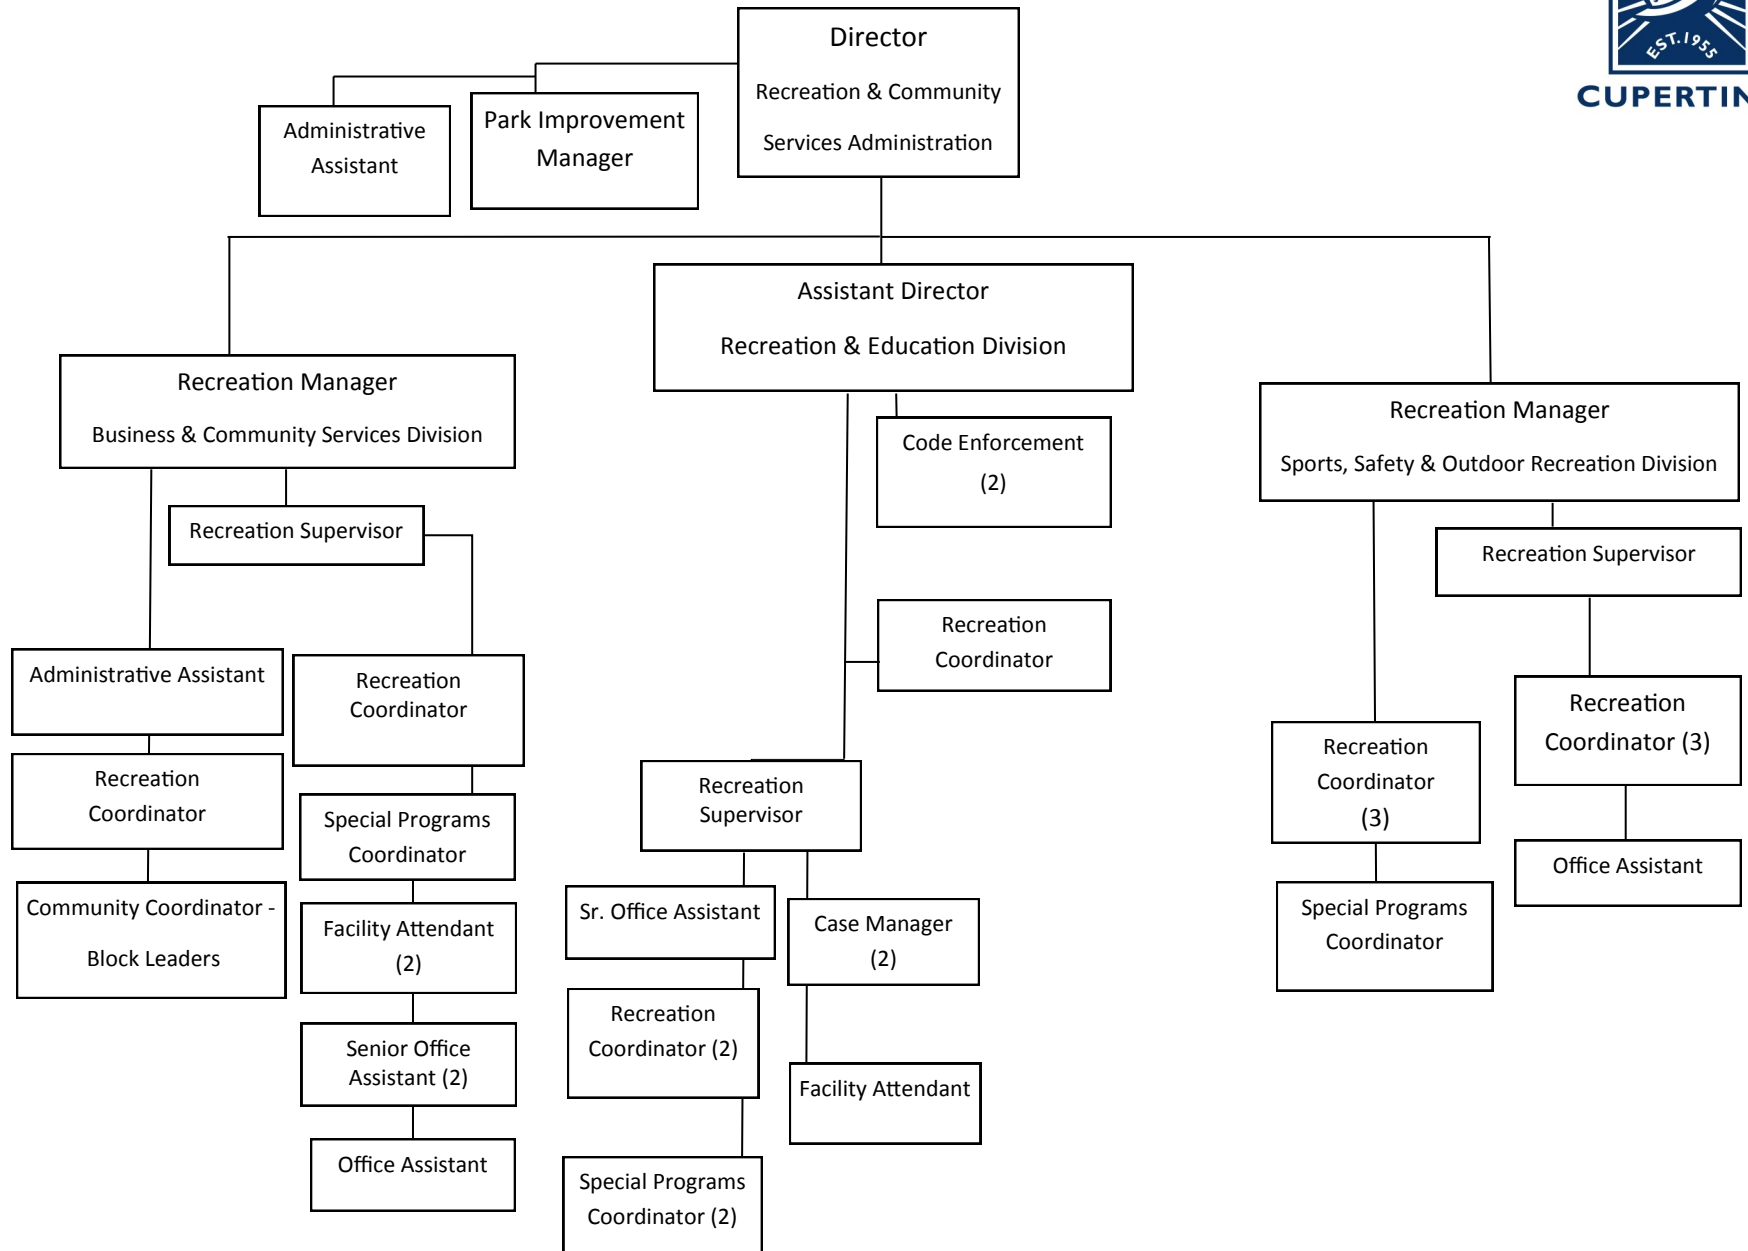 Director
Recreation & Community
Services Administration
EST. 1955
CUPERTIN
Administrative
Assistant
Park Improvement
Manager
Assistant Director
Recreation & Education Division
Recreation Manager
Business & Community Services Division
Recreation Manager
Sports, Safety & Outdoor Recreation Division
Code Enforcement
(2)
Recreation Supervisor
Recreation Supervisor
Recreation
Coordinator
Administrative Assistant
Recreation
Coordinator
Recreation
Coordinator (3)
Recreation
Coordinator
(3)
Recreation
Coordinator
Recreation
Supervisor
Special Programs
Coordinator
Office Assistant
Community Coordinator -
Block Leaders
Facility Attendant
(2)
Sr. Office Assistant
Case Manager
(2)
Special Programs
Coordinator
Senior Office
Assistant (2)
Recreation
Coordinator (2)
Facility Attendant
Office Assistant
Special Programs
Coordinator (2)